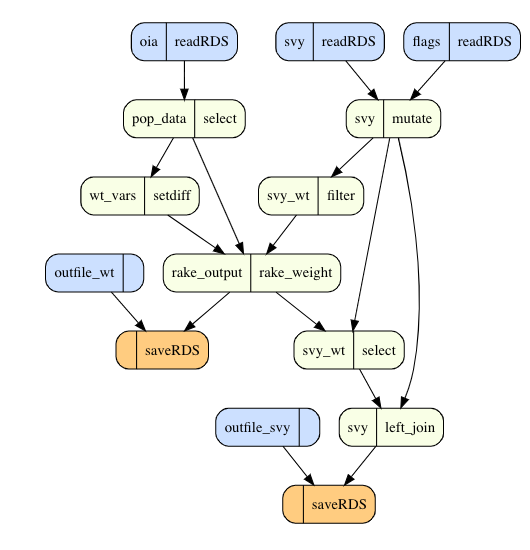 oia readRDS svy readRDS flags readRDS
pop_data select svy mutate
wt_vars setdiff svy_wt filter
outfile_wt rake_output rake_weight
saveRDS svy_wt select
outfile_svy svy left_join
saveRDS